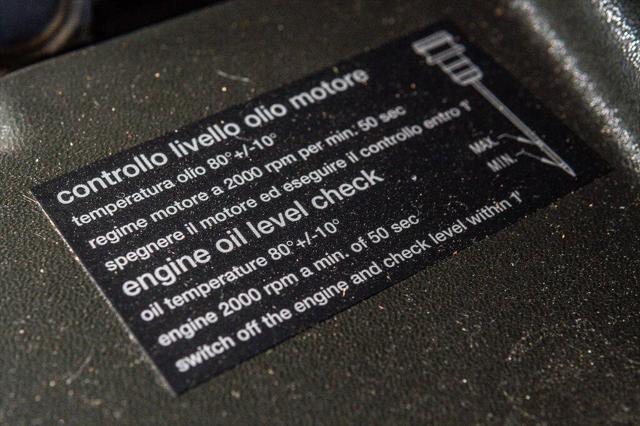 controllo livello olio motore
temperatura olio 80°+/-10°
regime motore a 2000 rpm per min: 50 sec
spegnere il motore ed eseguire il controllo entro 1'
engine oil level check
oil temperature 80°+/-10°
engine 2000 rpm a min. of 50 sec
switch off the engine and check level within 1'
MAX.
MIN.